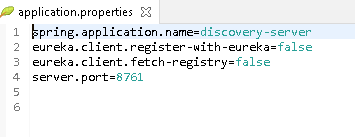 application.properties
1 spring.application.name=discovery-server
2 eureka.client.register-with-eureka=false
3 eureka.client.fetch-registry=false
4 server.port=8761
5
6